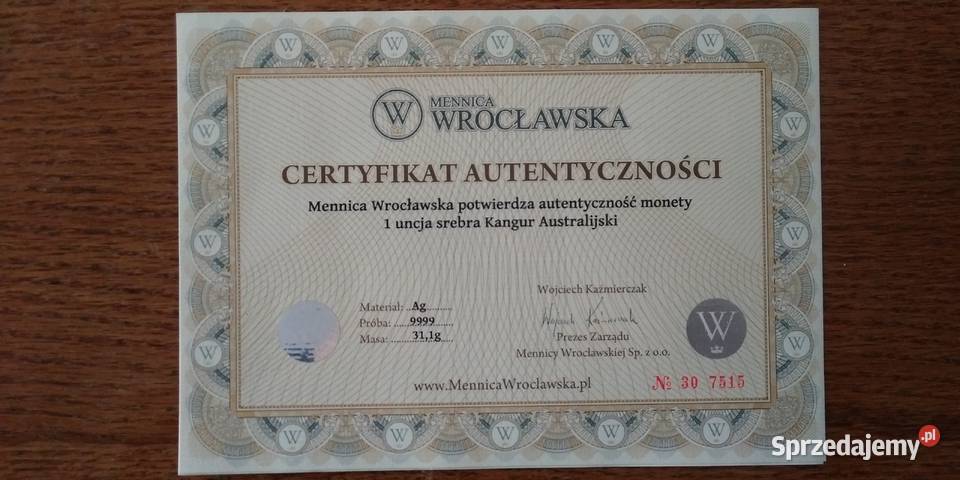 MENNICA
WROCŁAWSKA
CERTYFIKAT AUTENTYCZNOŚCI
Mennica Wrocławska potwierdza autentyczność monety
1 uncja srebra Kangur Australijski
Materiał: Ag
Próba: 9999
Masa: 31,1g
Wojciech Kaźmierczak
Prezes Zarządu
Mennicy Wrocławskiej Sp. z o.o.
www.MennicaWroclawska.pl
№ 30 7515
Sprzedajemy.pl